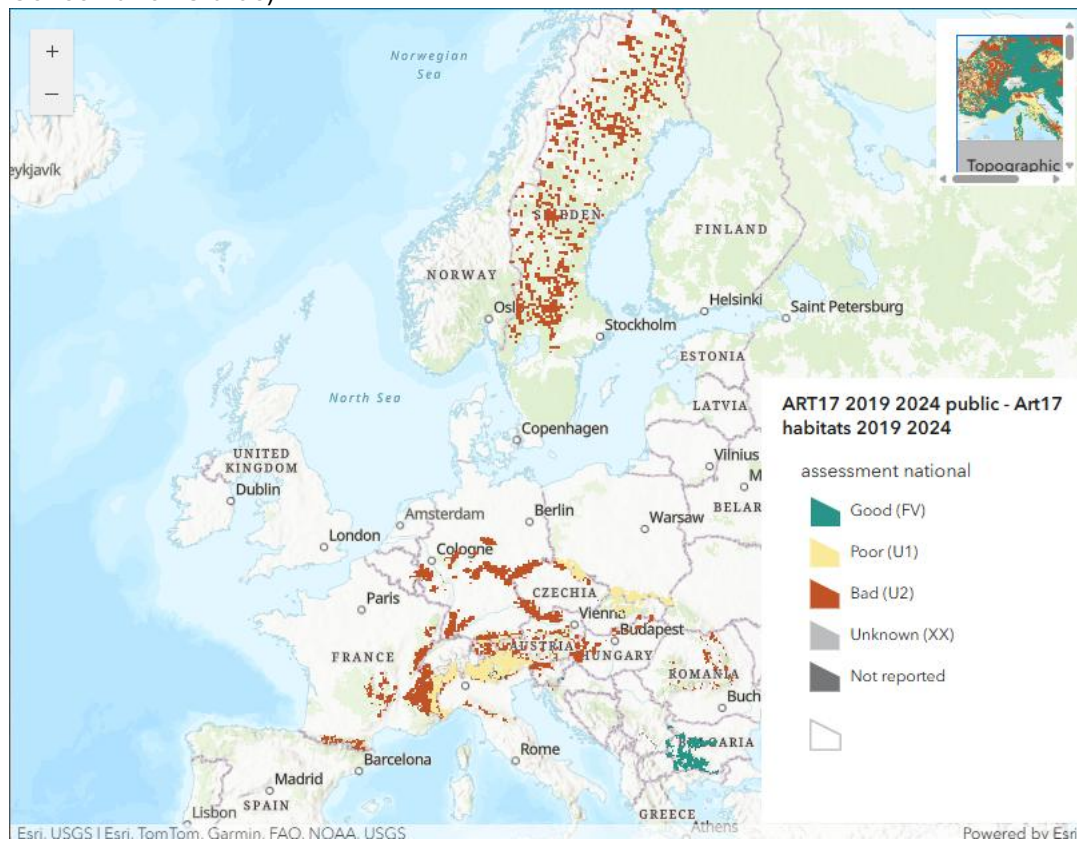 +
Norwegian
Sea
−
Topographic
eykjavík
SWEDEN
FINLAND
NORWAY
Osl
Helsinki
Saint Petersburg
Stockholm
ESTONIA
North Sea
LATVIA
ART17 2019 2024 public - Art17
habitats 2019 2024
Copenhagen
UNITED
KINGDOM
Vilnius
assessment national
Dublin
M
BELAR
Good (FV)
Amsterdam
Berlin
Warsaw
London
Cologne
Poor (U1)
Paris
CZECHIA
Bad (U2)
Vienna
Budapest
Unknown (XX)
FRANCE
AUSTRIA
HUNGARY
ROMANIA
Not reported
Buch
BULGARIA
Rome
Barcelona
Madrid
SPAIN
Lisbon
GREECE
Athens
Esri, USGS | Esri, TomTom, Garmin, FAO, NOAA, USGS
Powered by Esri